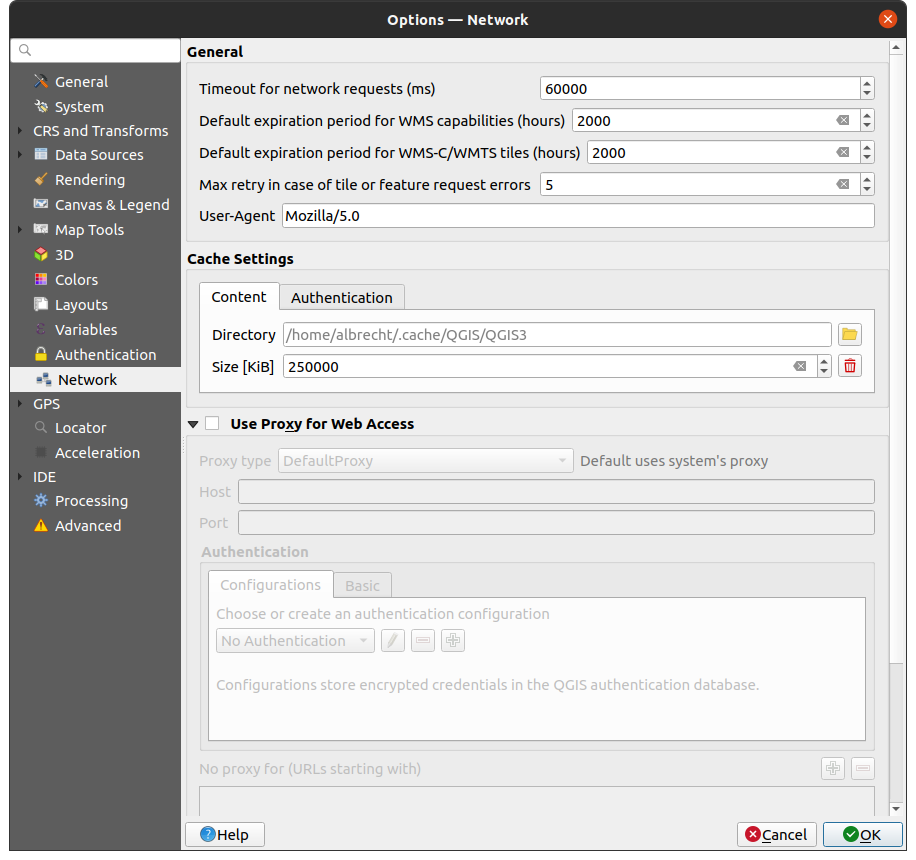 Options — Network
General
System
CRS and Transforms
Data Sources
Rendering
Canvas & Legend
Map Tools
3D
Colors
Layouts
Variables
Authentication
Network
GPS
Locator
Acceleration
IDE
Processing
Advanced
General
Timeout for network requests (ms) 60000
Default expiration period for WMS capabilities (hours) 2000
Default expiration period for WMS-C/WMTS tiles (hours) 2000
Max retry in case of tile or feature request errors 5
User-Agent Mozilla/5.0
Cache Settings
Content Authentication
Directory /home/albrecht/.cache/QGIS/QGIS3
Size [KiB] 250000
Use Proxy for Web Access
Proxy type DefaultProxy Default uses system's proxy
Host
Port
Authentication
Configurations Basic
Choose or create an authentication configuration
No Authentication
Configurations store encrypted credentials in the QGIS authentication database.
No proxy for (URLs starting with)
Help Cancel OK